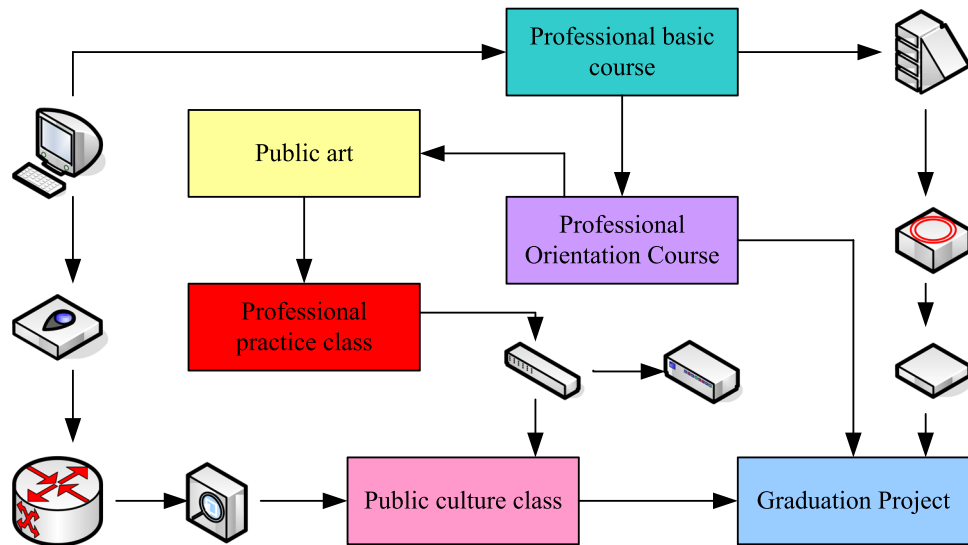 Professional basic
course
Public art
Professional
Orientation Course
Professional
practice class
Public culture class
Graduation Project